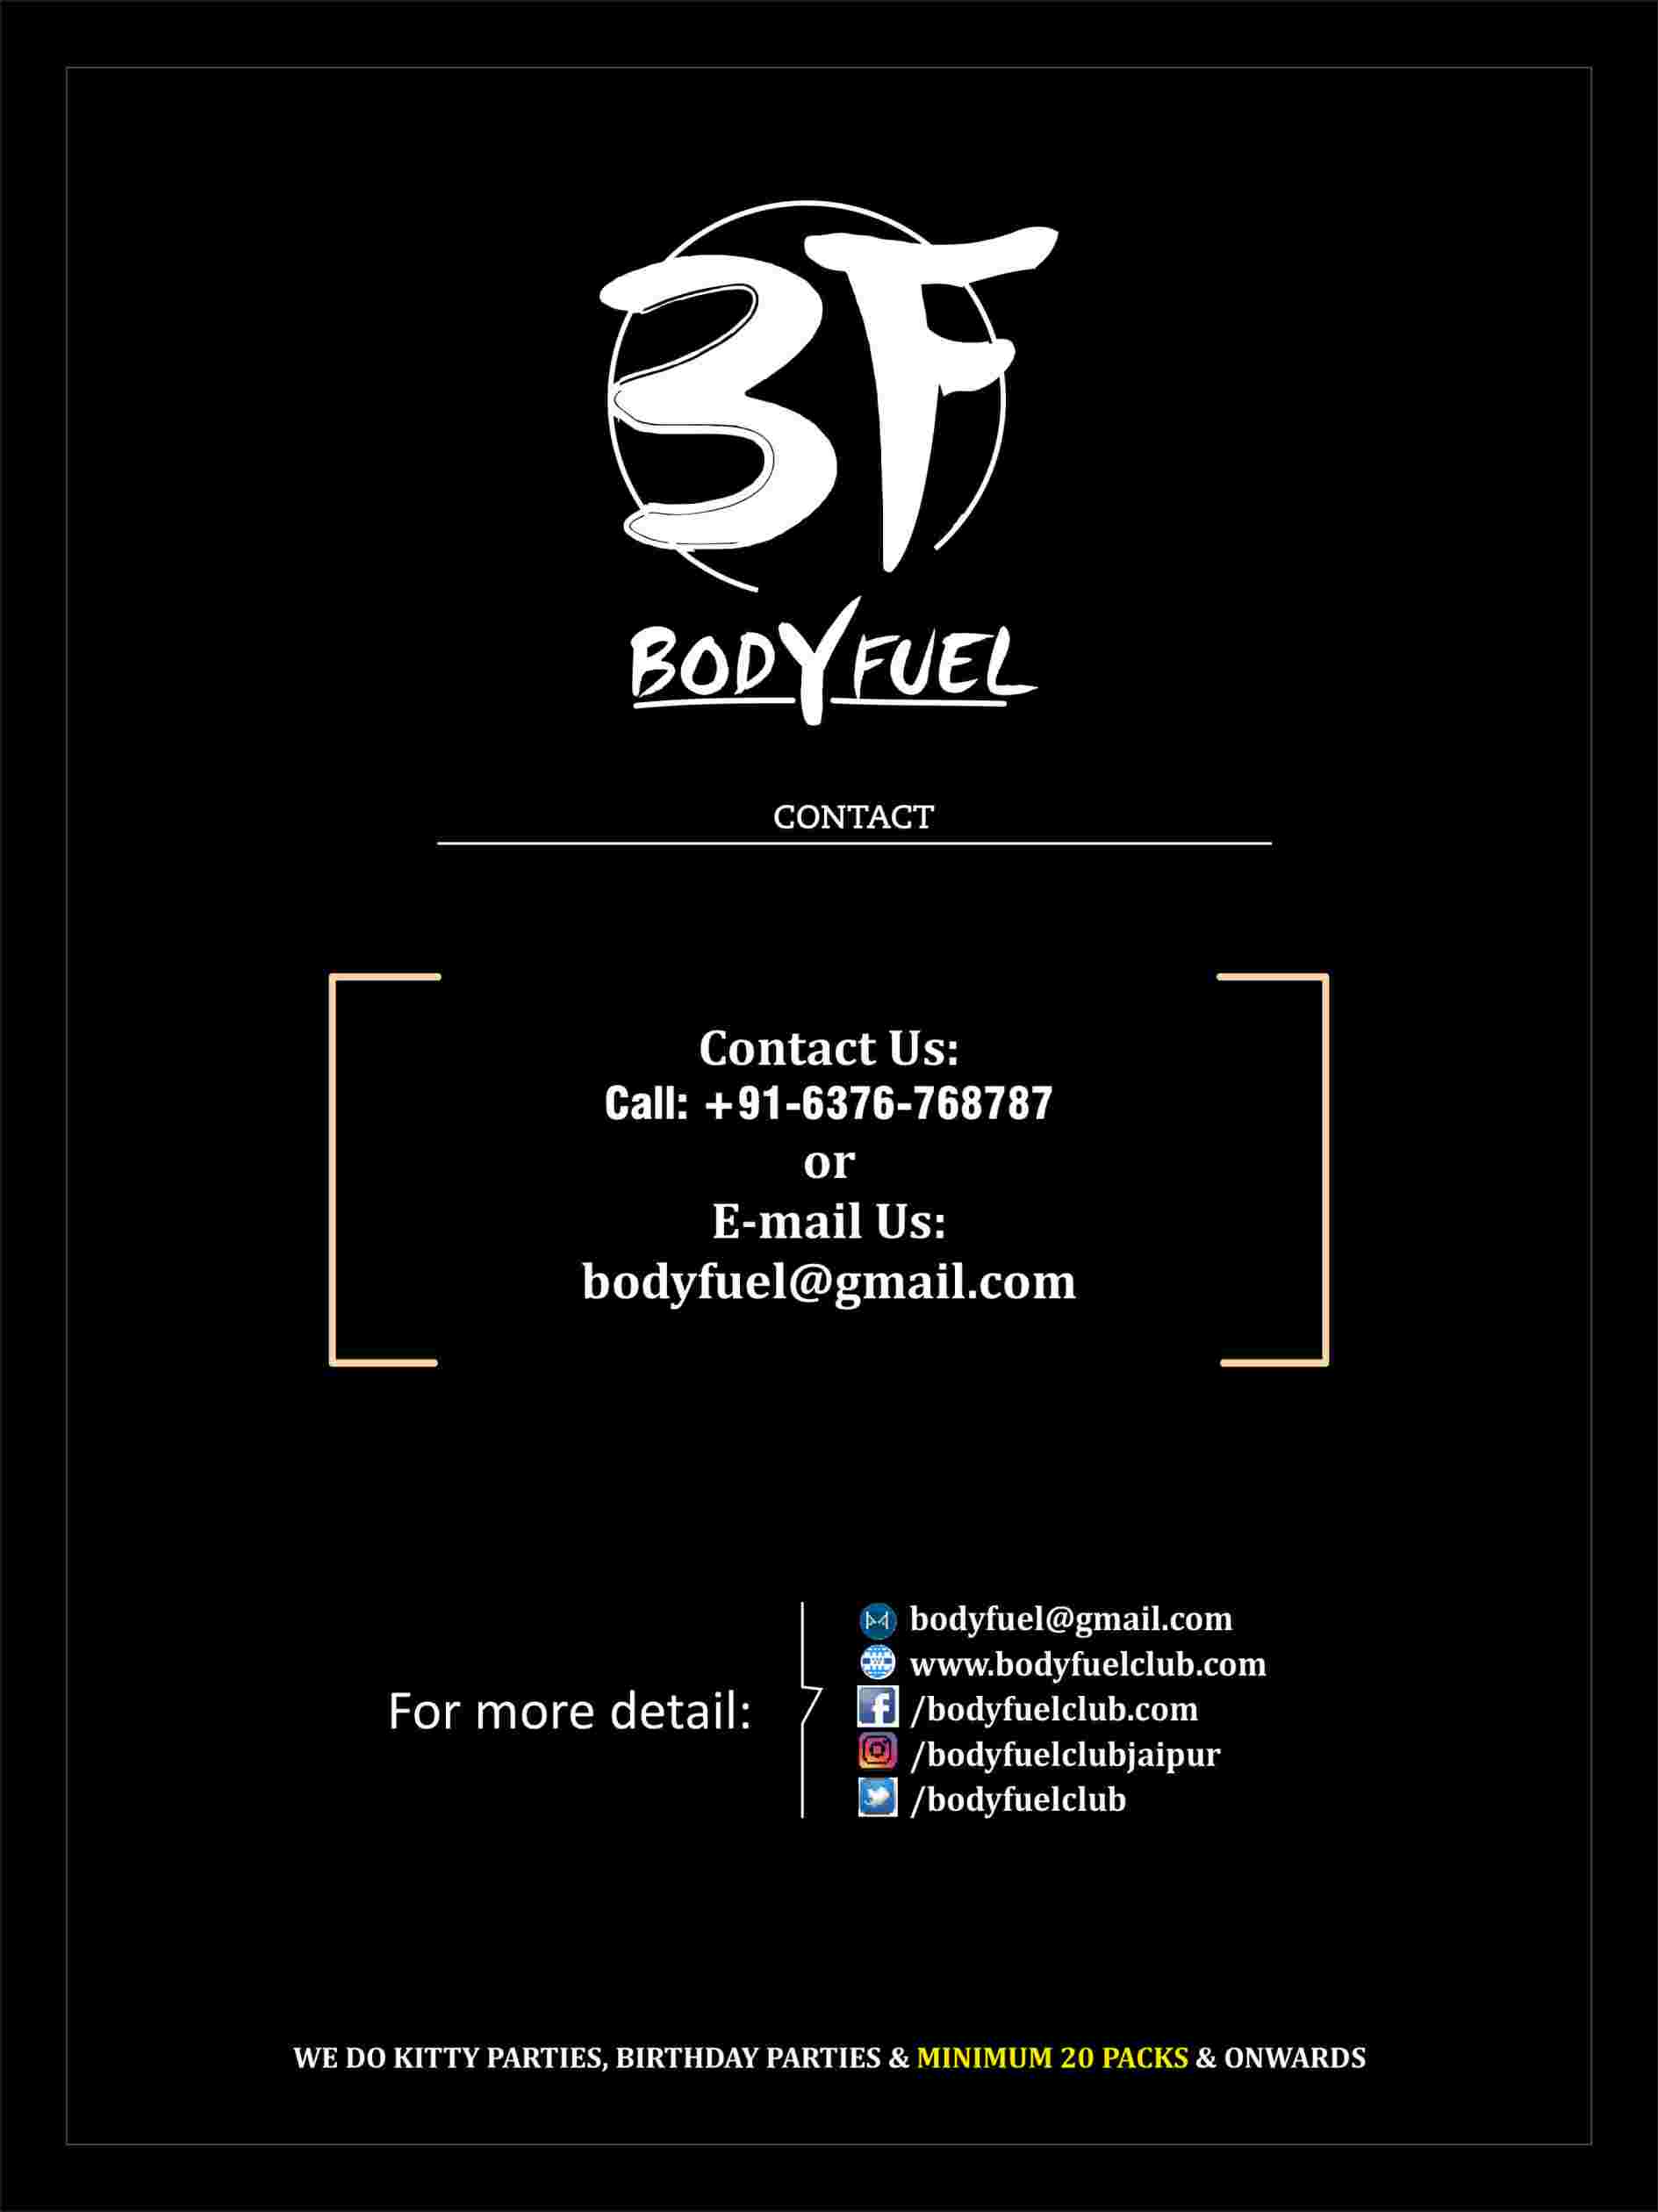 BF
BODYFUEL
CONTACT
Contact Us:
Call: +91-6376-768787
or
E-mail Us:
bodyfuel@gmail.com
For more detail:
bodyfuel@gmail.com
www.bodyfuelclub.com
/bodyfuelclub.com
/bodyfuelclubjaipur
/bodyfuelclub
WE DO KITTY PARTIES, BIRTHDAY PARTIES & MINIMUM 20 PACKS & ONWARDS